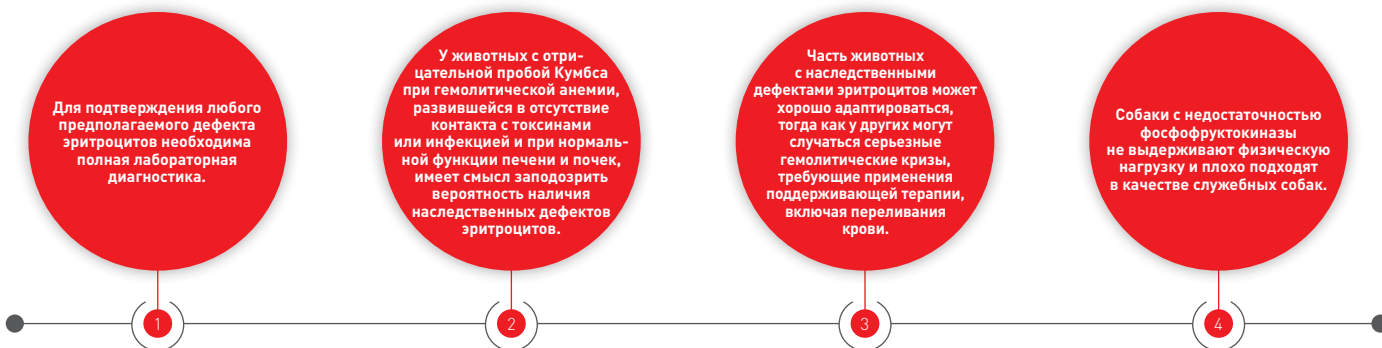 Для подтверждения любого
предполагаемого дефекта
эритроцитов необходима
полная лабораторная
диагностика.
У животных с отри-
цательной пробой Кумбса
при гемолитической анемии,
развившейся в отсутствие
контакта с токсинами
или инфекцией и при нормаль-
ной функции печени и почек,
имеет смысл заподозрить
вероятность наличия
наследственных дефектов
эритроцитов.
Часть животных
с наследственными
дефектами эритроцитов может
хорошо адаптироваться,
тогда как у других могут
случаться серьезные
гемолитические кризы,
требующие применения
поддерживающей терапии,
включая переливания
крови.
Собаки с недостаточностью
фосфофруктокиназы
не выдерживают физическую
нагрузку и плохо подходят
в качестве служебных собак.
1
2
3
4